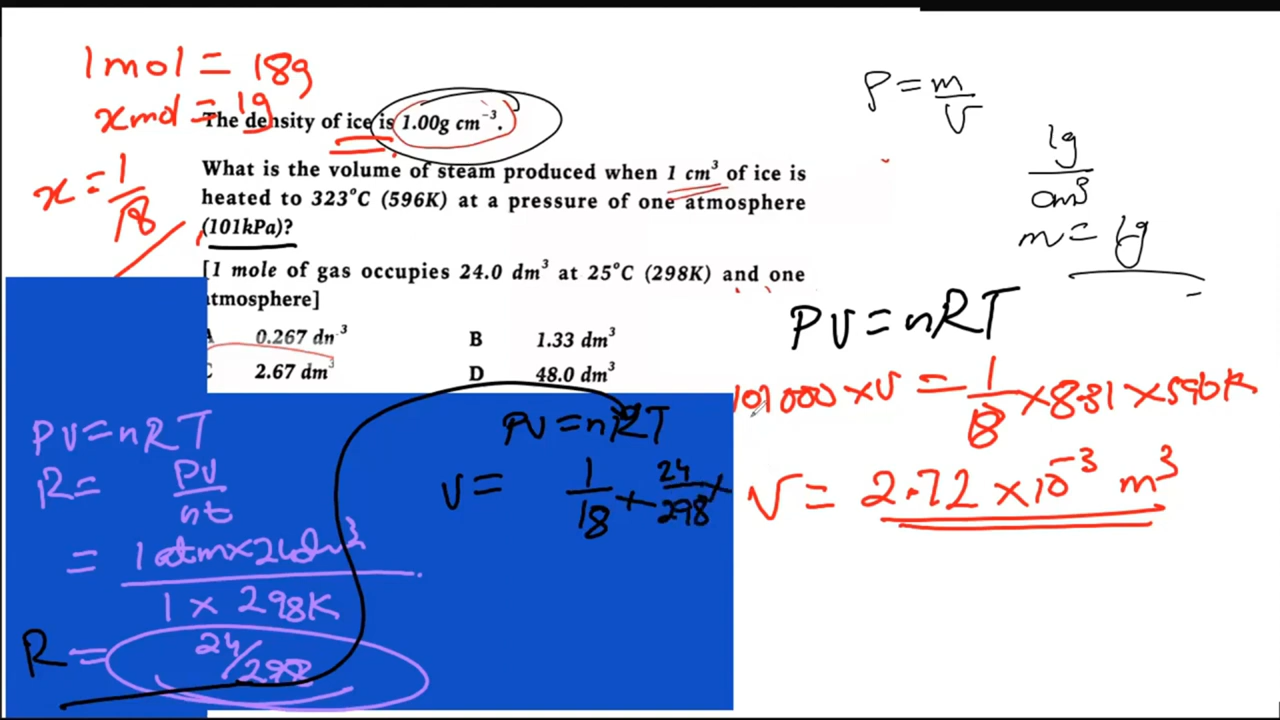 1mol = 18g
xmol = 1g
x = 1/18
The density of ice is 1.00g cm⁻³.
What is the volume of steam produced when 1 cm³ of ice is
heated to 323°C (596K) at a pressure of one atmosphere
(101kPa)?
[1 mole of gas occupies 24.0 dm³ at 25°C (298K) and one
tmosphere]
0.267 dn⁻³
B 1.33 dm³
2.67 dm³
D 48.0 dm³
ρ = m/V
1g/cm³
m = 1g
PV = nRT
101000 × V = 1/18 × 8.31 × 596K
V = 2.72 × 10⁻³ m³
PV = nRT
R = PV/nt
= 1atm × 24dm³ / 1 × 298K
R = 24/298
PV = nRT
V = 1/18 × 24/298 ×